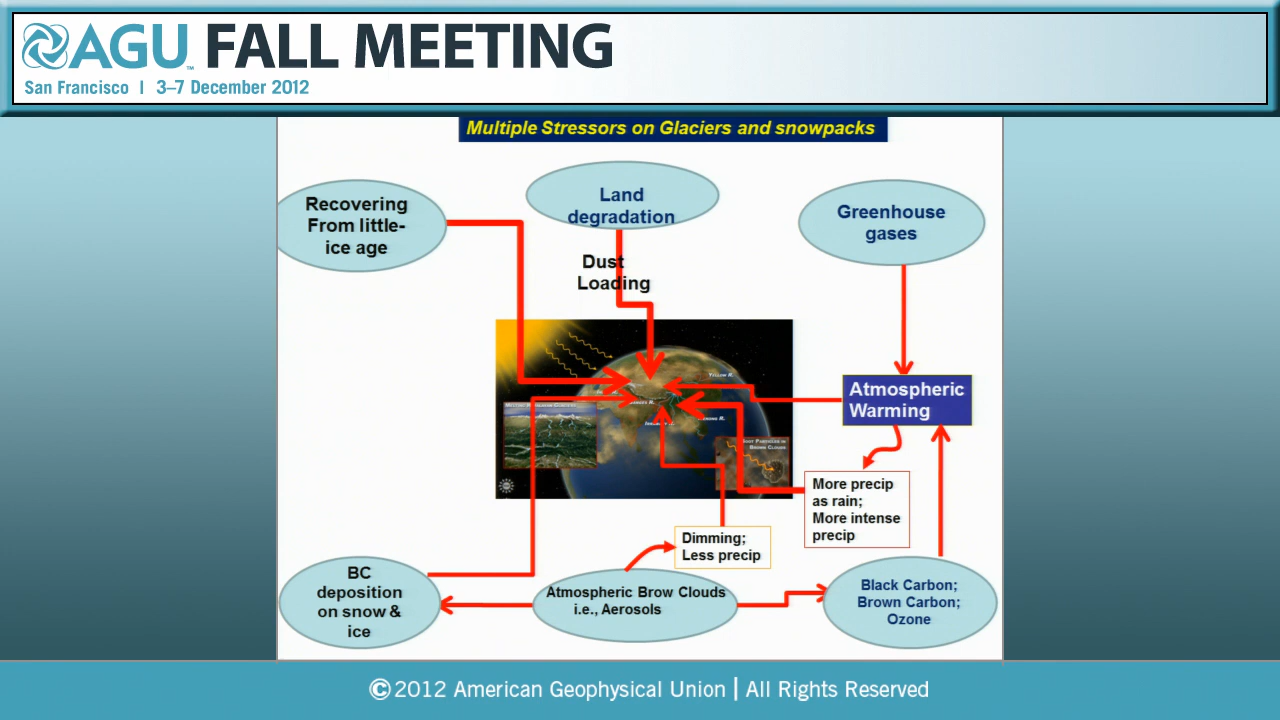 AGU™ FALL MEETING
San Francisco | 3–7 December 2012
Multiple Stressors on Glaciers and snowpacks
Recovering
From little-
ice age
Land
degradation
Greenhouse
gases
Dust
Loading
Yellow R.
Atmospheric
Warming
More precip
as rain;
More intense
precip
Dimming;
Less precip
BC
deposition
on snow &
ice
Atmospheric Brow Clouds
i.e., Aerosols
Black Carbon;
Brown Carbon;
Ozone
© 2012 American Geophysical Union | All Rights Reserved